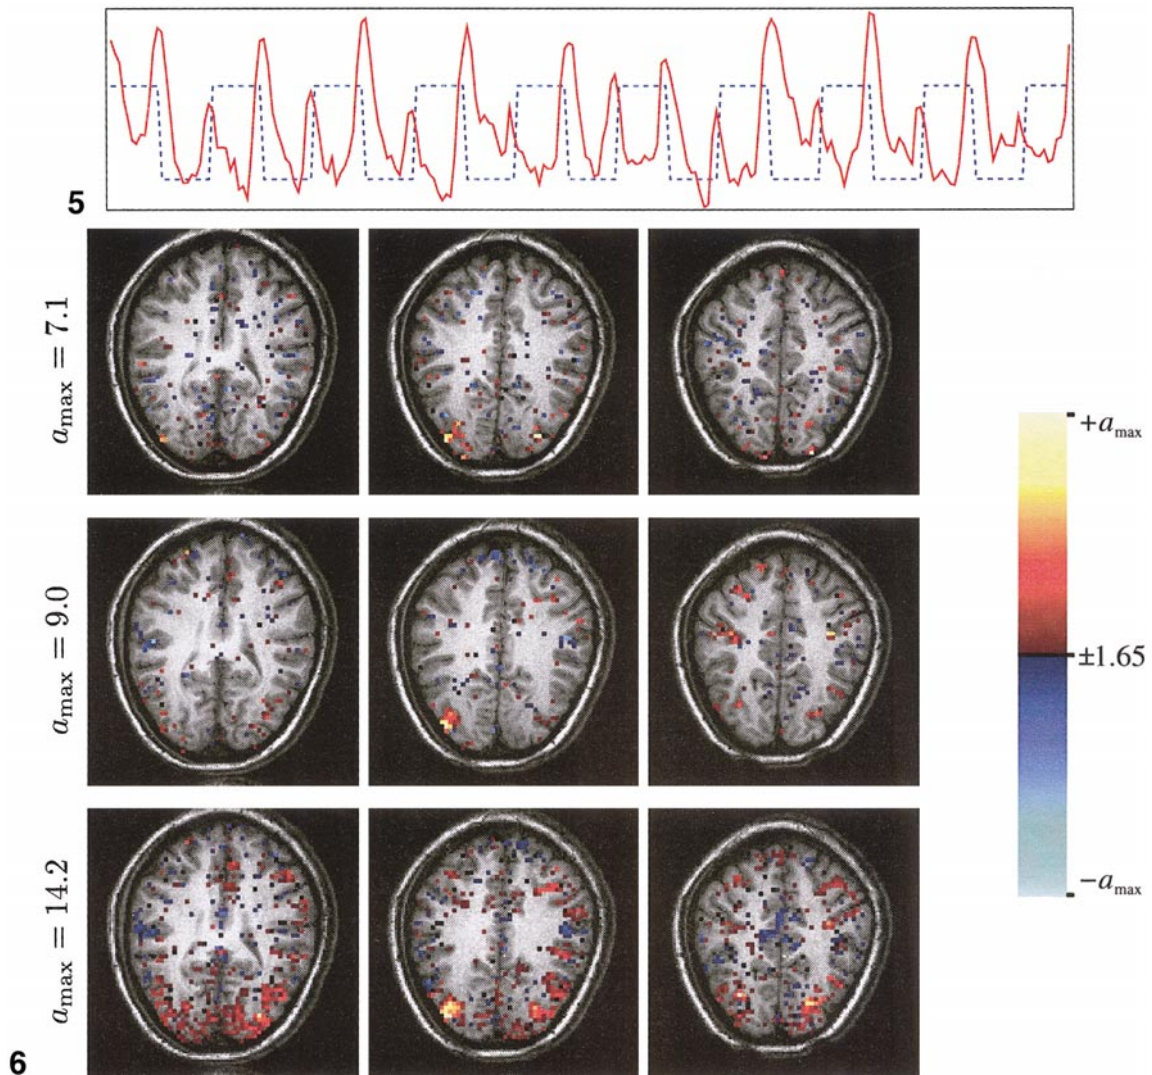 5
a_max = 7.1
a_max = 9.0
a_max = 14.2
+a_max
±1.65
−a_max
6